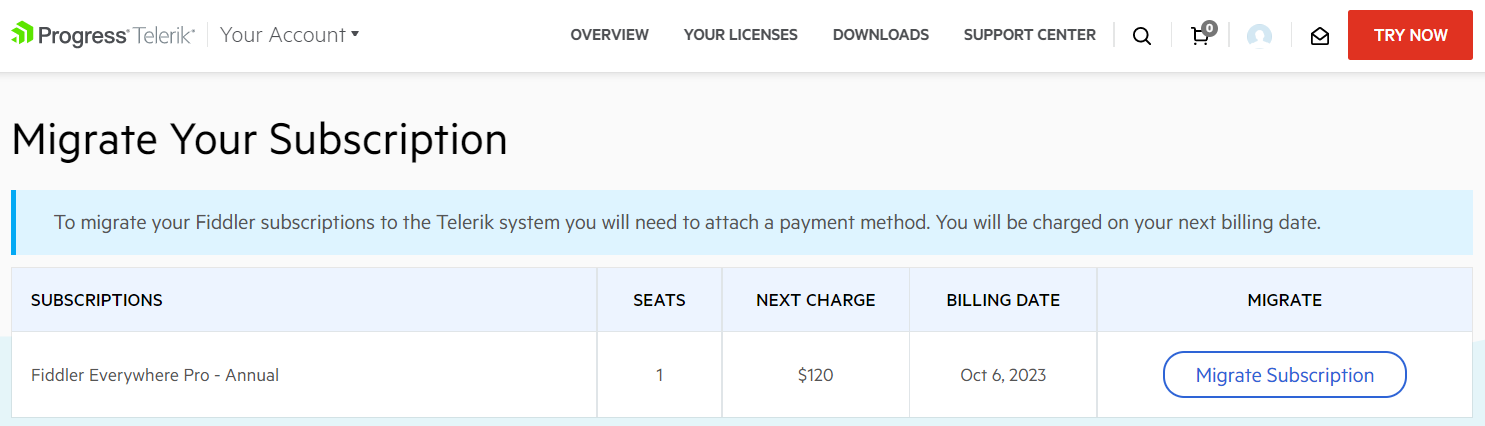 Progress Telerik Your Account OVERVIEW YOUR LICENSES DOWNLOADS SUPPORT CENTER 0 TRY NOW
Migrate Your Subscription
To migrate your Fiddler subscriptions to the Telerik system you will need to attach a payment method. You will be charged on your next billing date.
SUBSCRIPTIONS SEATS NEXT CHARGE BILLING DATE MIGRATE
Fiddler Everywhere Pro - Annual 1 $120 Oct 6, 2023 Migrate Subscription